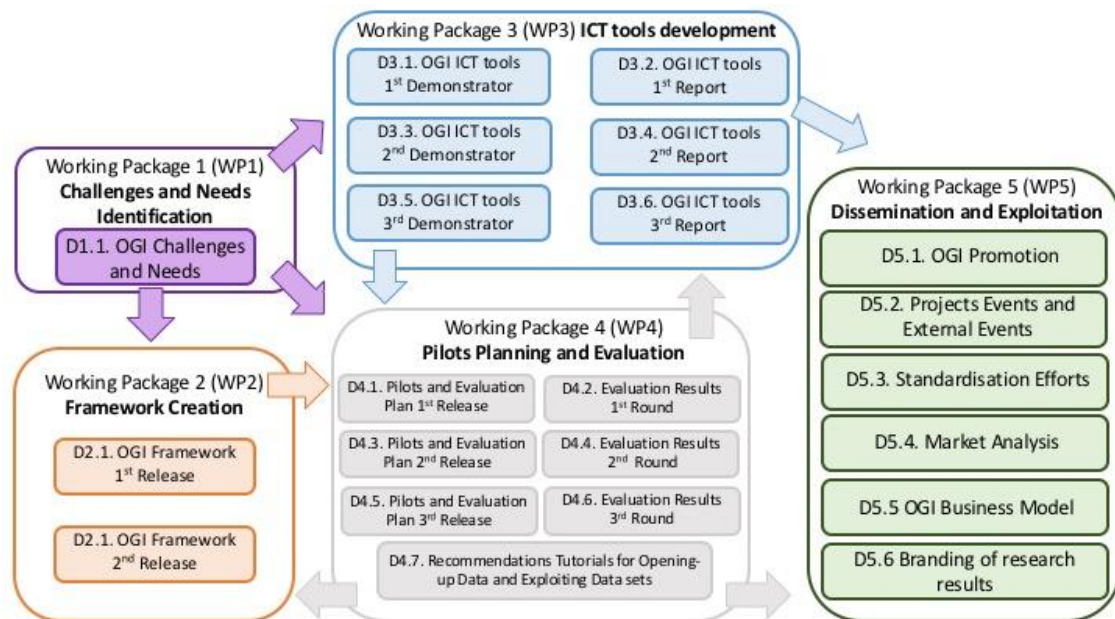 Working Package 3 (WP3) ICT tools development
D3.1. OGI ICT tools
1st Demonstrator
D3.2. OGI ICT tools
1st Report
D3.3. OGI ICT tools
2nd Demonstrator
D3.4. OGI ICT tools
2nd Report
D3.5. OGI ICT tools
3rd Demonstrator
D3.6. OGI ICT tools
3rd Report
Working Package 1 (WP1)
Challenges and Needs
Identification
D1.1. OGI Challenges
and Needs
Working Package 2 (WP2)
Framework Creation
D2.1. OGI Framework
1st Release
D2.1. OGI Framework
2nd Release
Working Package 4 (WP4)
Pilots Planning and Evaluation
D4.1. Pilots and Evaluation
Plan 1st Release
D4.2. Evaluation Results
1st Round
D4.3. Pilots and Evaluation
Plan 2nd Release
D4.4. Evaluation Results
2nd Round
D4.5. Pilots and Evaluation
Plan 3rd Release
D4.6. Evaluation Results
3rd Round
D4.7. Recommendations Tutorials for Opening-
up Data and Exploiting Data sets
Working Package 5 (WP5)
Dissemination and Exploitation
D5.1. OGI Promotion
D5.2. Projects Events and
External Events
D5.3. Standardisation Efforts
D5.4. Market Analysis
D5.5 OGI Business Model
D5.6 Branding of research
results